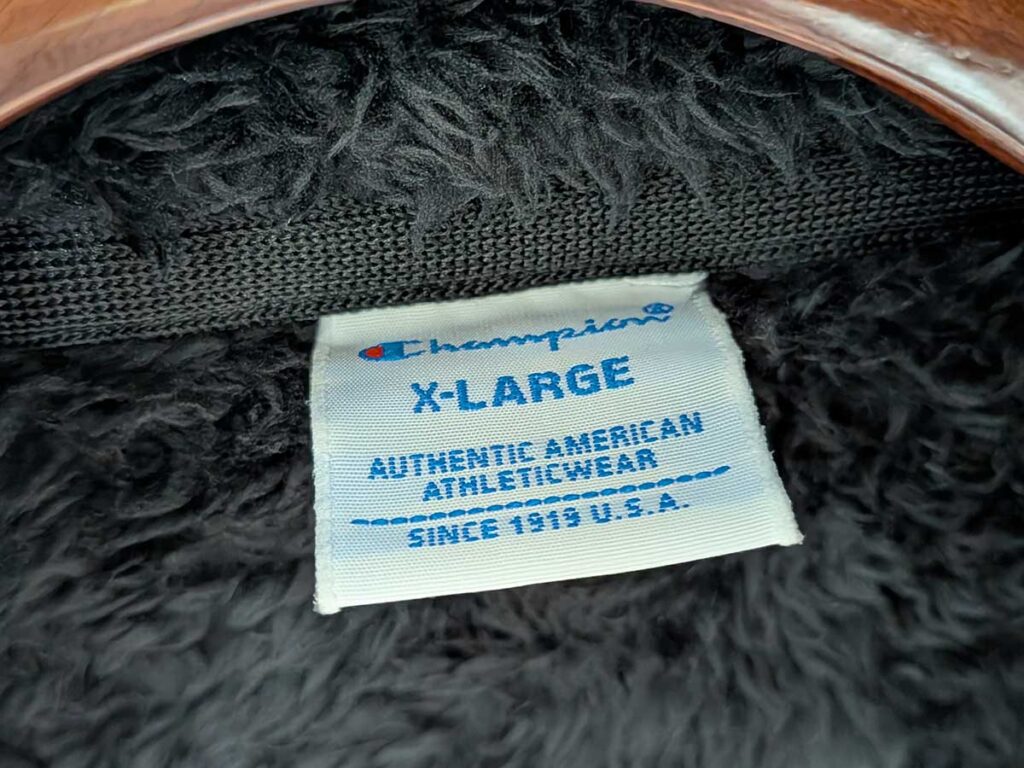 Champion®
X-LARGE
AUTHENTIC AMERICAN
ATHLETICWEAR
SINCE 1919 U.S.A.